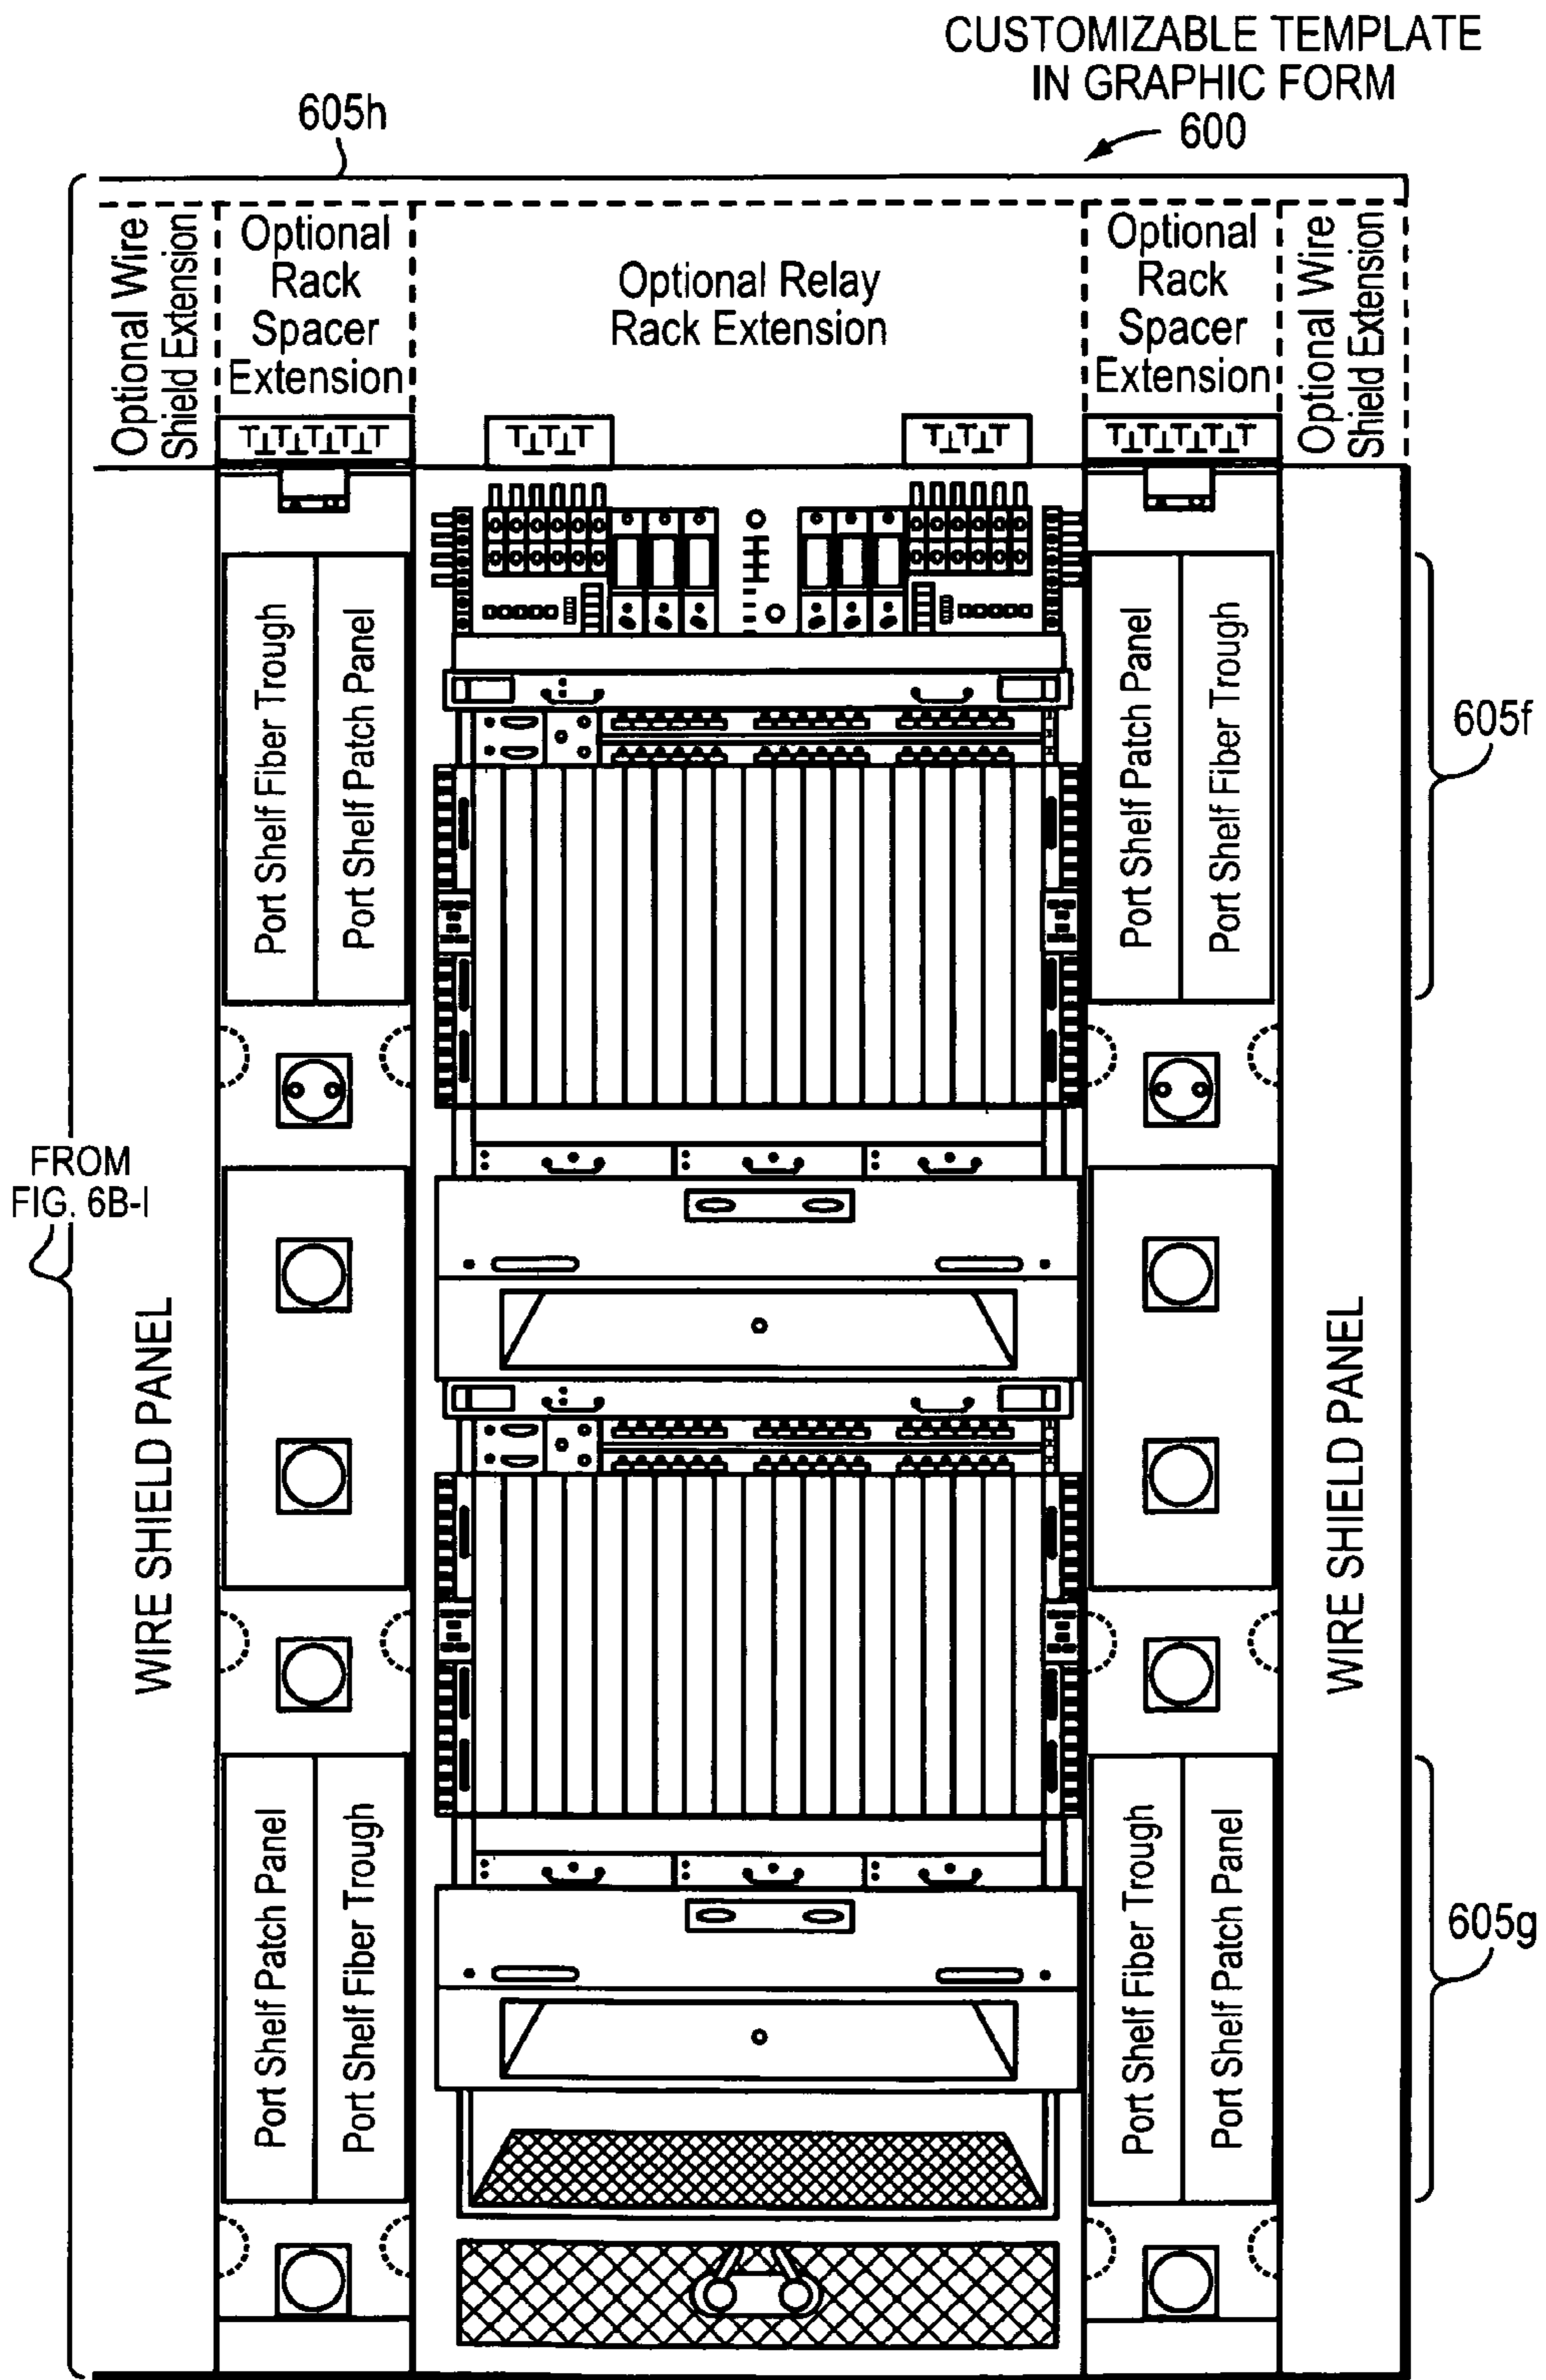 CUSTOMIZABLE TEMPLATE
IN GRAPHIC FORM
600
605h
Optional Wire
Shield Extension
Optional
Rack
Spacer
Extension
Optional Relay
Rack Extension
Optional
Rack
Spacer
Extension
Optional Wire
Shield Extension
Port Shelf Fiber Trough
Port Shelf Patch Panel
Port Shelf Patch Panel
Port Shelf Fiber Trough
605f
FROM
FIG. 6B-I
WIRE SHIELD PANEL
WIRE SHIELD PANEL
Port Shelf Patch Panel
Port Shelf Fiber Trough
Port Shelf Fiber Trough
Port Shelf Patch Panel
605g